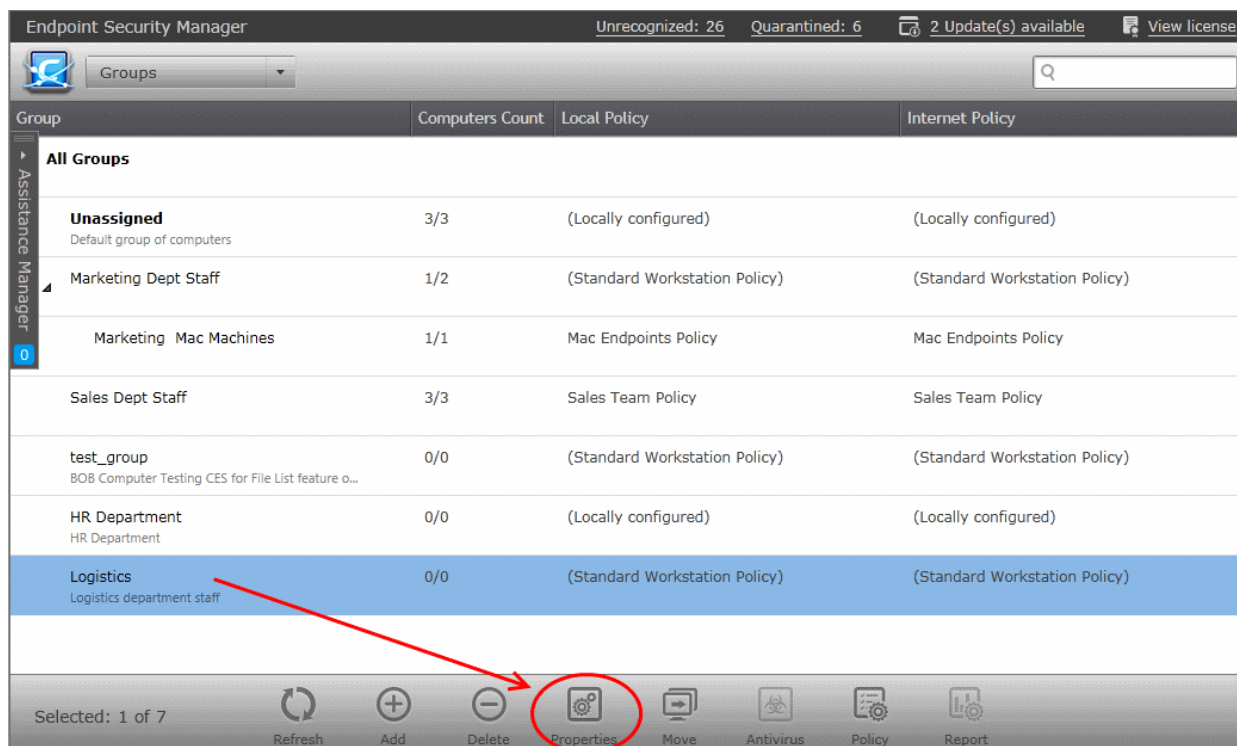 Endpoint Security Manager Unrecognized: 26 Quarantined: 6 2 Update(s) available View license
Groups
Group Computers Count Local Policy Internet Policy
Assistance Manager
0
All Groups
Unassigned 3/3 (Locally configured) (Locally configured)
Default group of computers
Marketing Dept Staff 1/2 (Standard Workstation Policy) (Standard Workstation Policy)
Marketing Mac Machines 1/1 Mac Endpoints Policy Mac Endpoints Policy
Sales Dept Staff 3/3 Sales Team Policy Sales Team Policy
test_group 0/0 (Standard Workstation Policy) (Standard Workstation Policy)
BOB Computer Testing CES for File List feature o...
HR Department 0/0 (Locally configured) (Locally configured)
HR Department
Logistics 0/0 (Standard Workstation Policy) (Standard Workstation Policy)
Logistics department staff
Selected: 1 of 7
Refresh Add Delete Properties Move Antivirus Policy Report